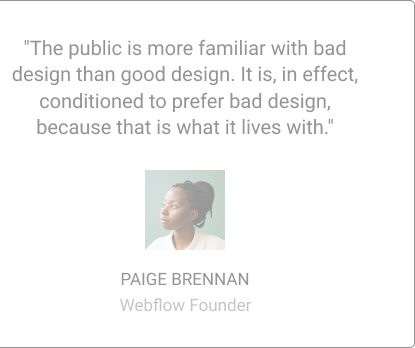 "The public is more familiar with bad
design than good design. It is, in effect,
conditioned to prefer bad design,
because that is what it lives with."
PAIGE BRENNAN
Webflow Founder